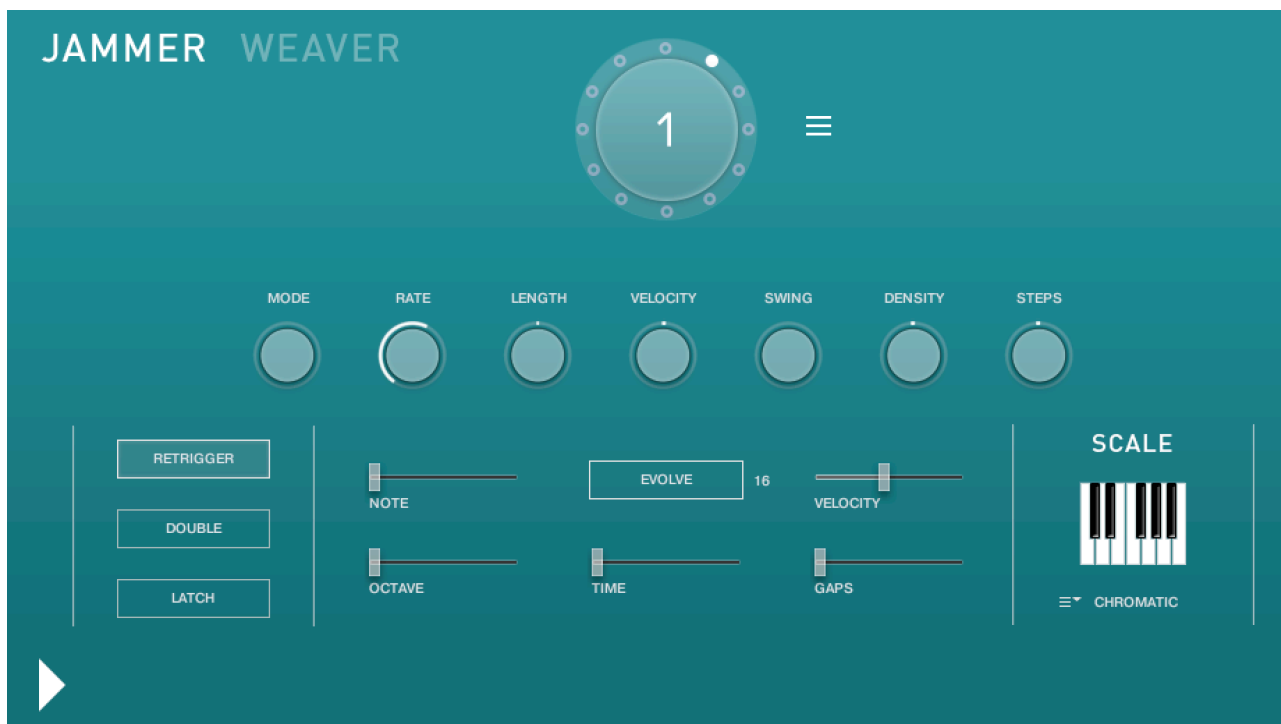 JAMMER WEAVER
1
MODE RATE LENGTH VELOCITY SWING DENSITY STEPS
RETRIGGER
DOUBLE
LATCH
NOTE
EVOLVE 16
VELOCITY
OCTAVE
TIME
GAPS
SCALE
CHROMATIC